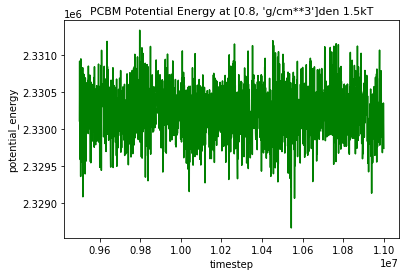 PCBM Potential Energy at [0.8, 'g/cm**3']den 1.5kT
1e6
2.3310
2.3305
2.3300
2.3295
2.3290
potential_energy
0.96 0.98 1.00 1.02 1.04 1.06 1.08 1.10
timestep
1e7